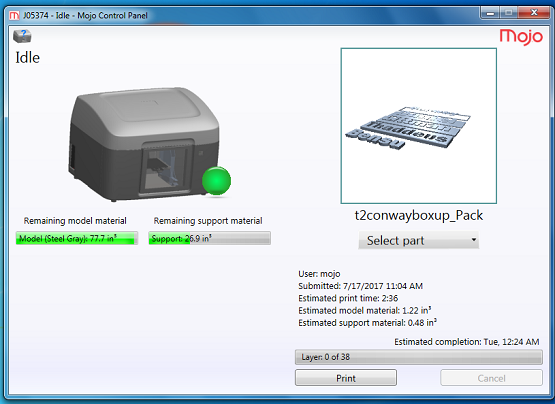 J05374 - Idle - Mojo Control Panel
mojo
Idle
Remaining model material
Remaining support material
Model (Steel Gray): 77.7 in³
Support: 26.9 in³
Thaddeus
t2conwayboxup_Pack
Select part
User: mojo
Submitted: 7/17/2017 11:04 AM
Estimated print time: 2:36
Estimated model material: 1.22 in³
Estimated support material: 0.48 in³
Estimated completion: Tue, 12:24 AM
Layer: 0 of 38
Print
Cancel